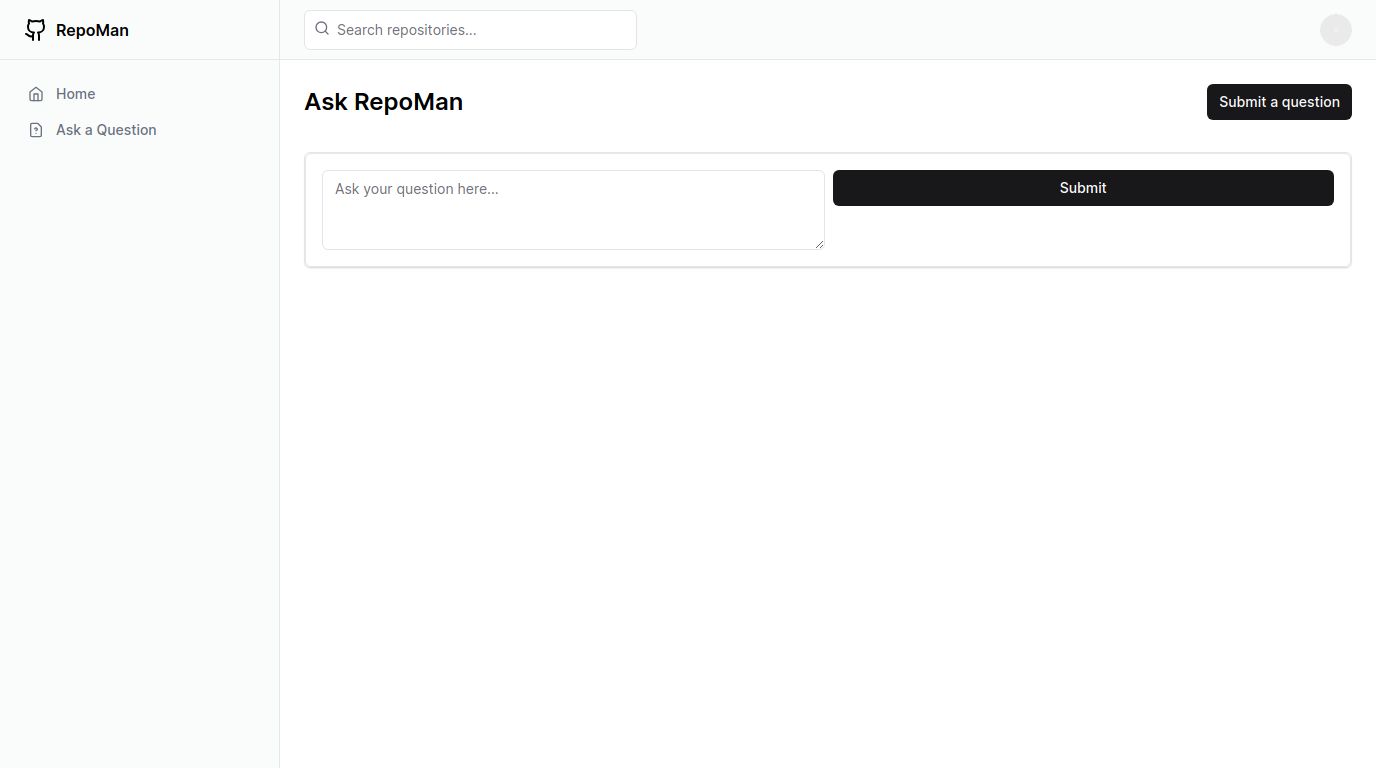 RepoMan
Search repositories...
Home
Ask a Question
Ask RepoMan
Submit a question
Ask your question here...
Submit